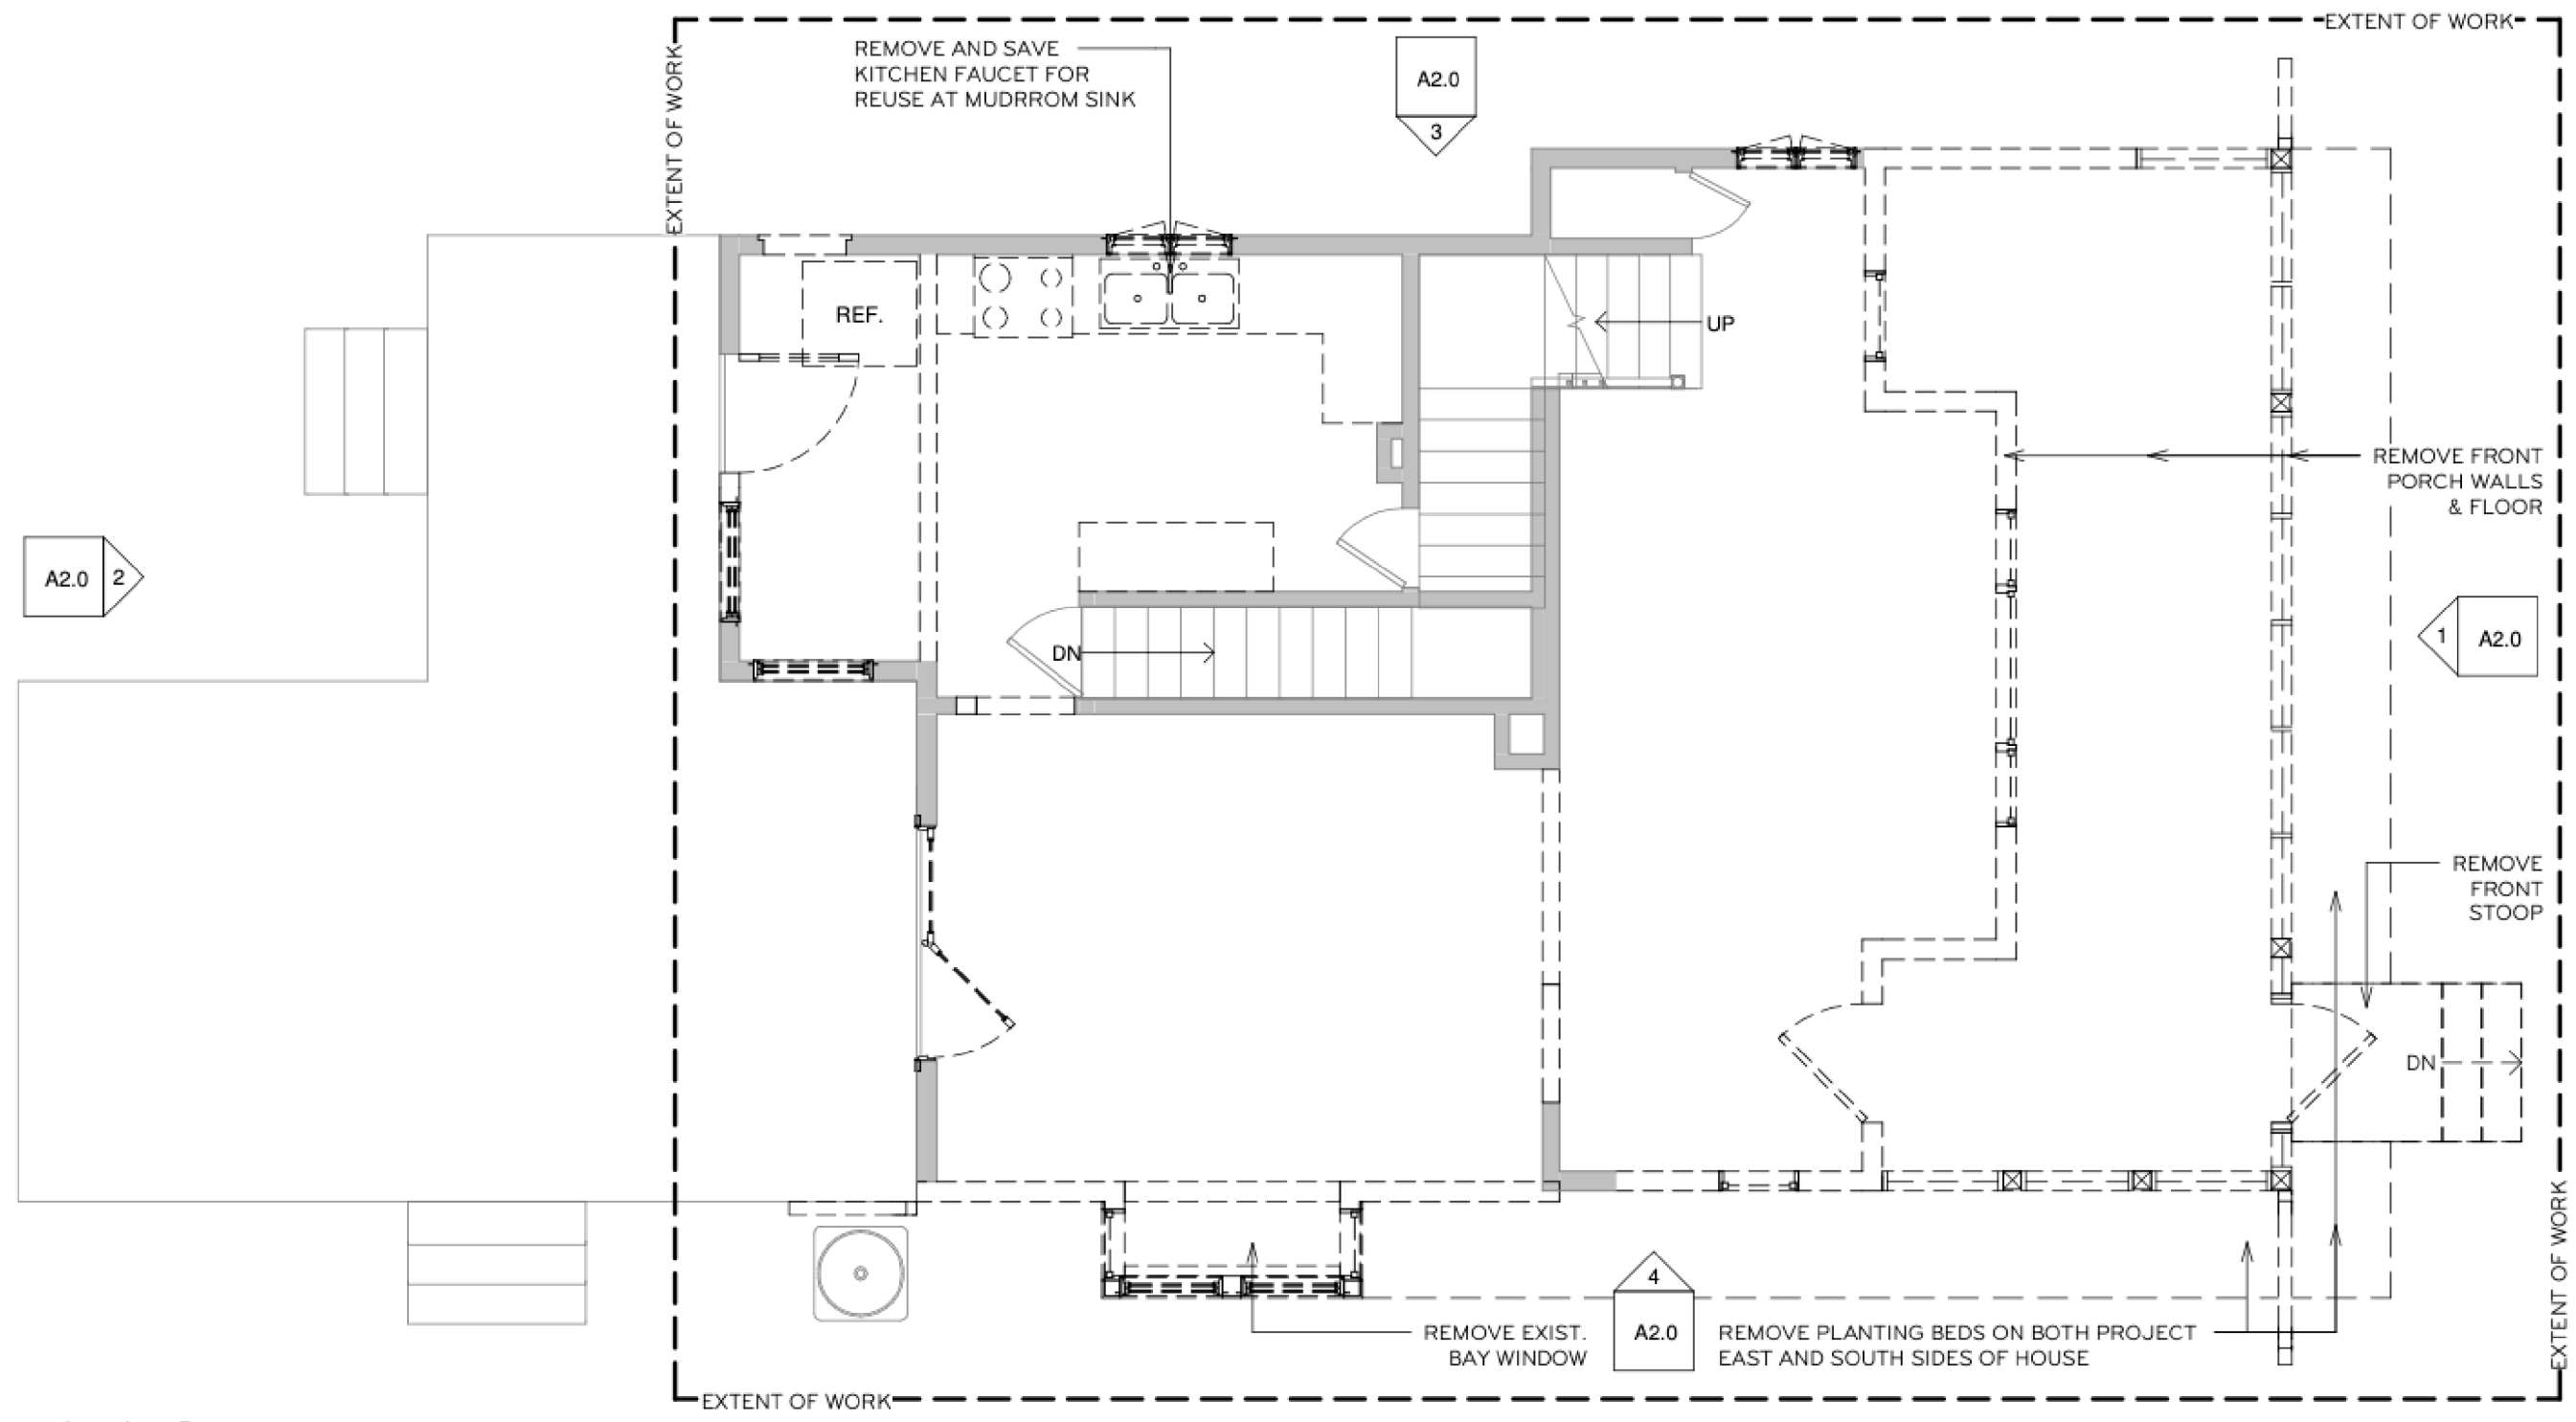 EXTENT OF WORK
EXTENT OF WORK
REMOVE AND SAVE
KITCHEN FAUCET FOR
REUSE AT MUDRROM SINK
A2.0
3
REF.
UP
REMOVE FRONT
PORCH WALLS
& FLOOR
A2.0 2
1 A2.0
DN
REMOVE
FRONT
STOOP
DN
4
A2.0
REMOVE EXIST.
BAY WINDOW
REMOVE PLANTING BEDS ON BOTH PROJECT
EAST AND SOUTH SIDES OF HOUSE
EXTENT OF WORK
EXTENT OF WORK